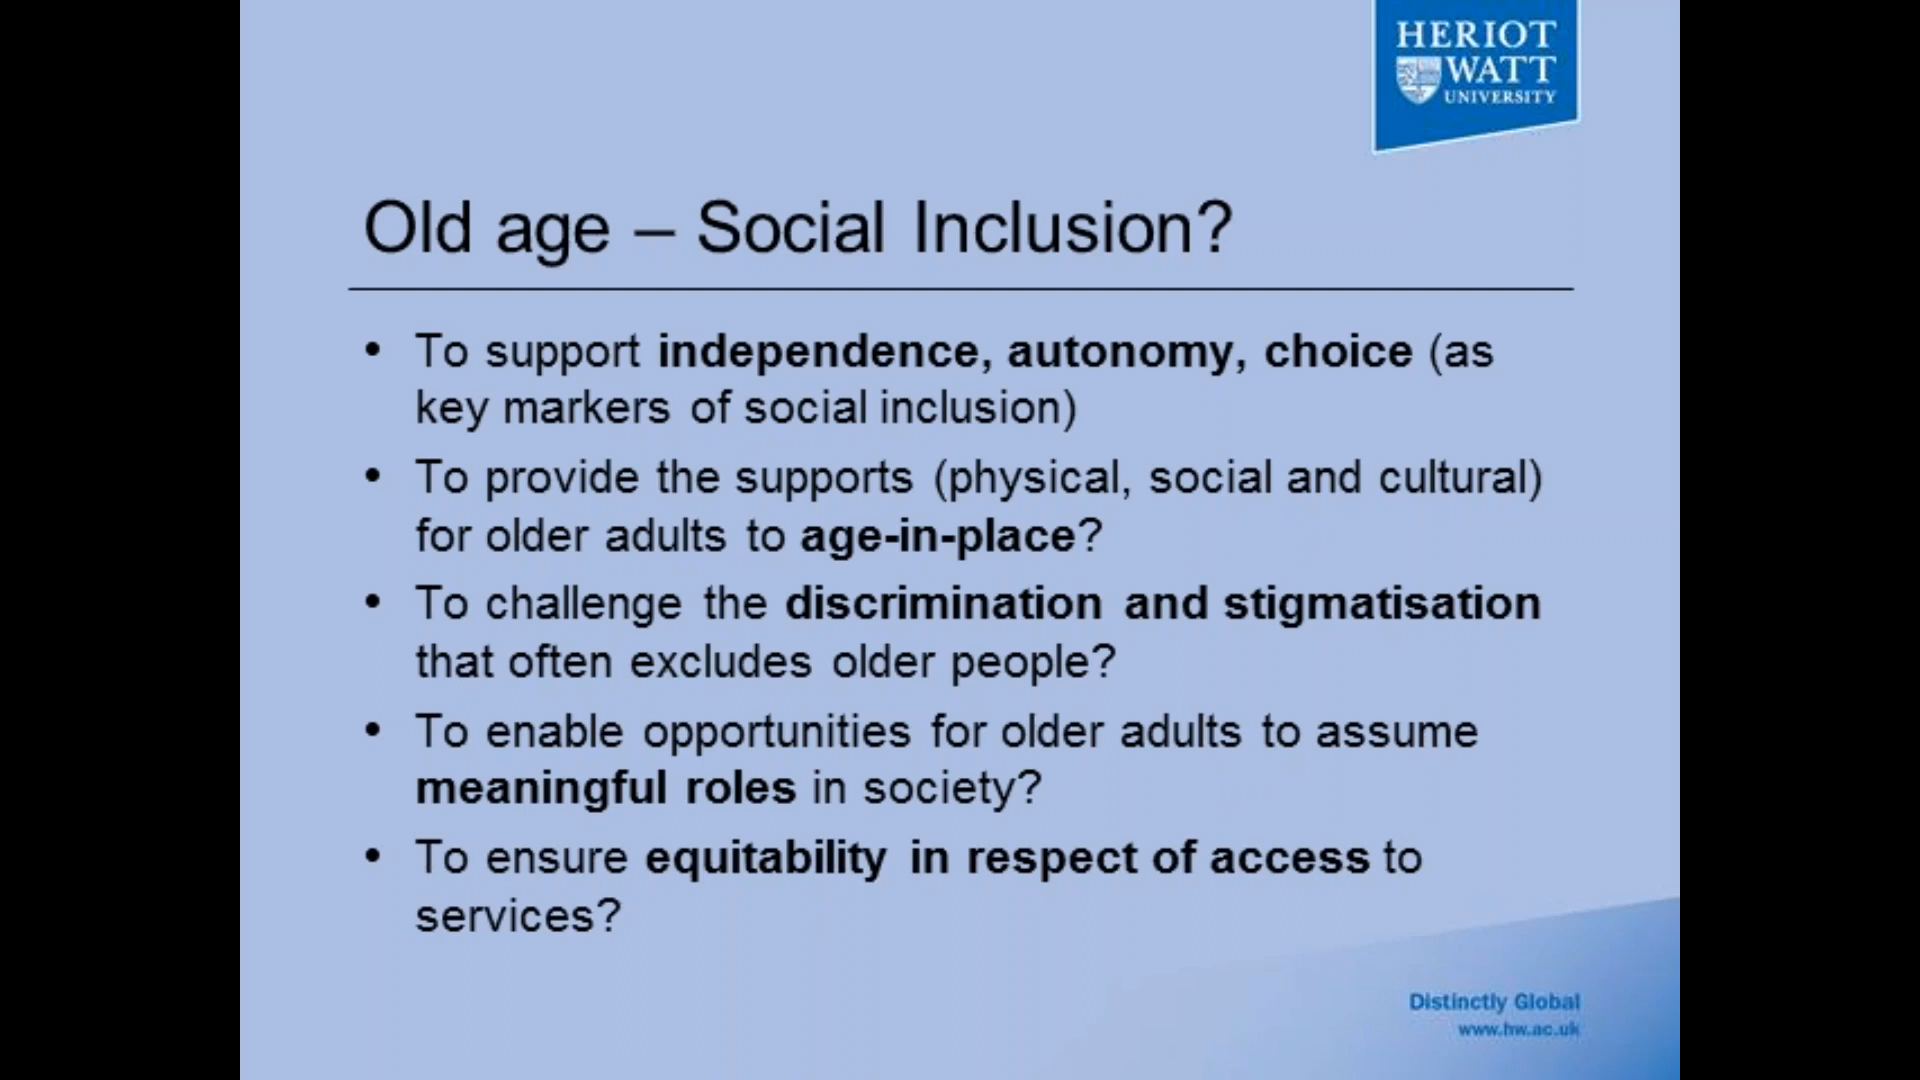 HERIOT
WATT
UNIVERSITY
Old age – Social Inclusion?
• To support independence, autonomy, choice (as
key markers of social inclusion)
• To provide the supports (physical, social and cultural)
for older adults to age-in-place?
• To challenge the discrimination and stigmatisation
that often excludes older people?
• To enable opportunities for older adults to assume
meaningful roles in society?
• To ensure equitability in respect of access to
services?
Distinctly Global
www.hw.ac.uk